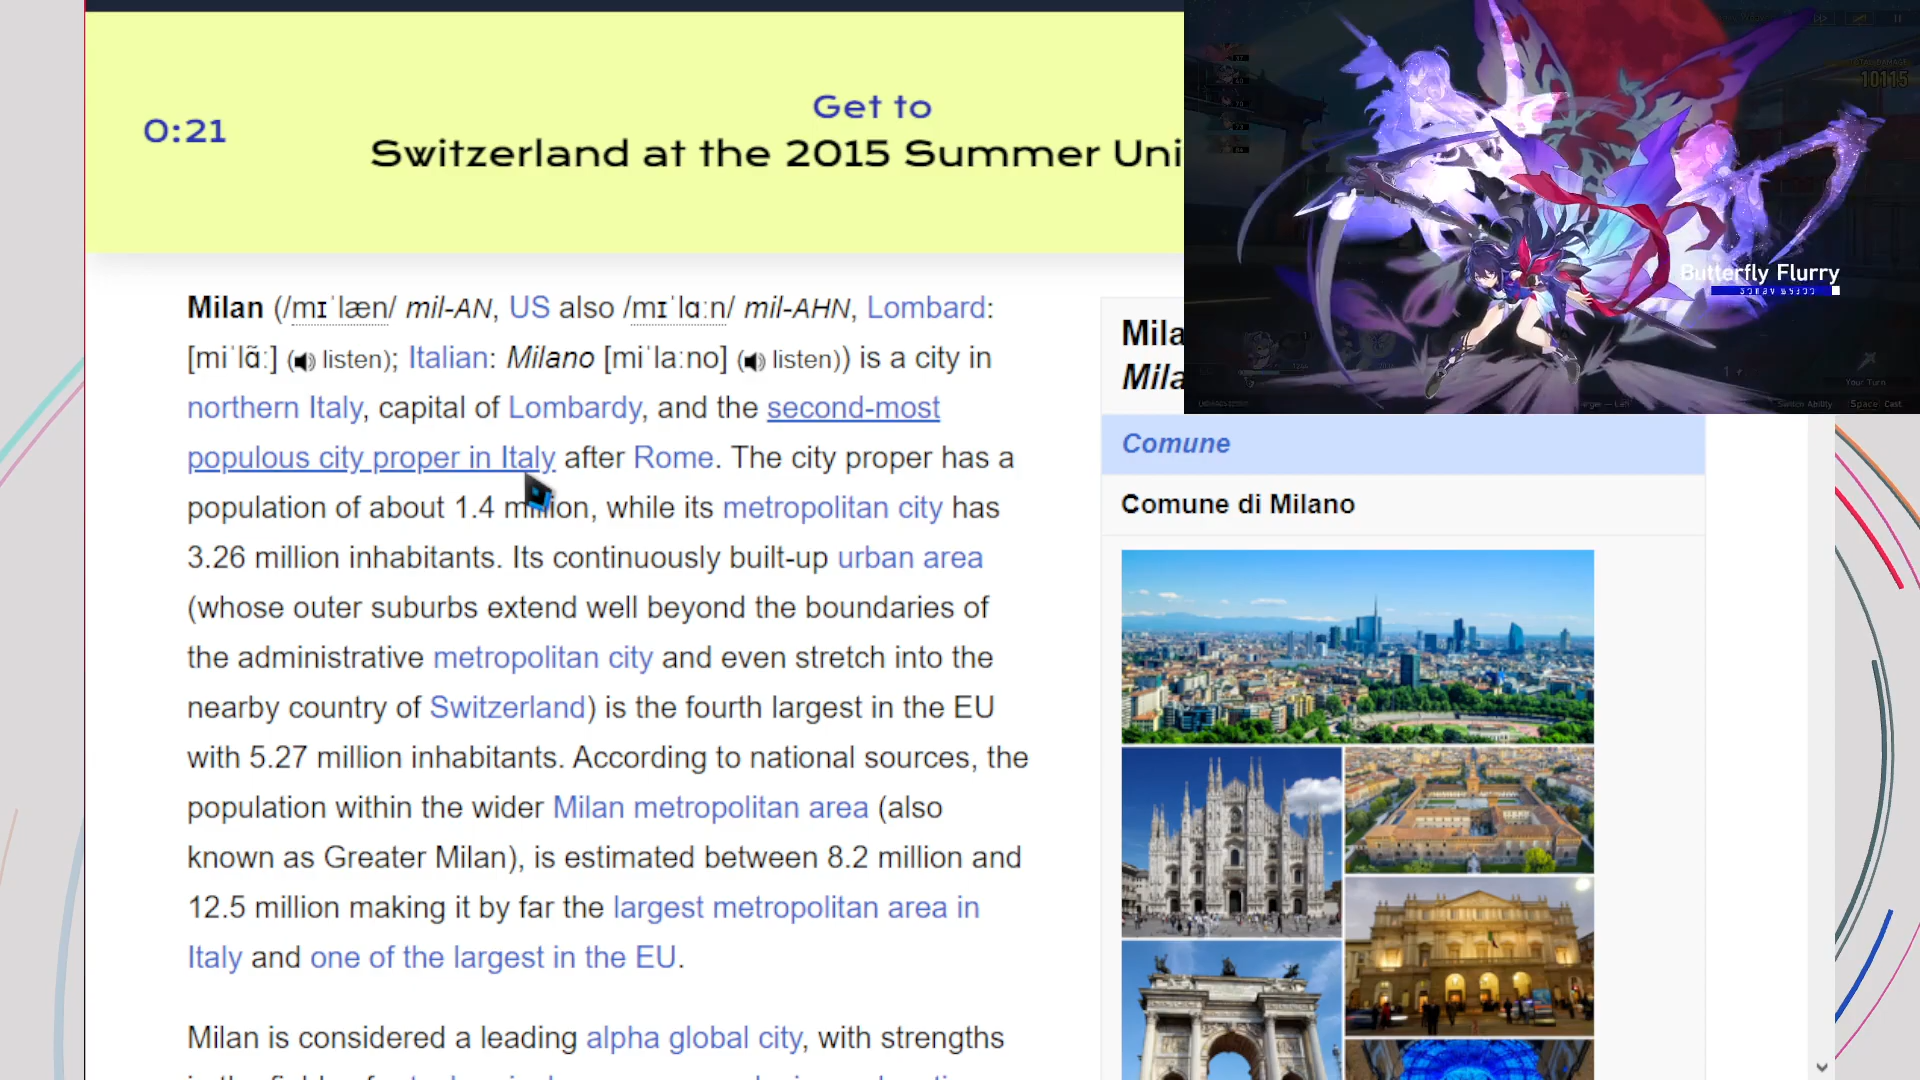 0:21
Get to
Switzerland at the 2015 Summer Uni
TOTAL DAMAGE
10115
Butterfly Flurry
Your Turn
Switch Ability
Space Cast
Milan (/mɪˈlæn/ mil-AN, US also /mɪˈlɑːn/ mil-AHN, Lombard:
[miˈlãː] (listen); Italian: Milano [miˈlaːno] (listen)) is a city in
northern Italy, capital of Lombardy, and the second-most
populous city proper in Italy after Rome. The city proper has a
population of about 1.4 million, while its metropolitan city has
3.26 million inhabitants. Its continuously built-up urban area
(whose outer suburbs extend well beyond the boundaries of
the administrative metropolitan city and even stretch into the
nearby country of Switzerland) is the fourth largest in the EU
with 5.27 million inhabitants. According to national sources, the
population within the wider Milan metropolitan area (also
known as Greater Milan), is estimated between 8.2 million and
12.5 million making it by far the largest metropolitan area in
Italy and one of the largest in the EU.
Milan is considered a leading alpha global city, with strengths
Mila
Mila
Comune
Comune di Milano